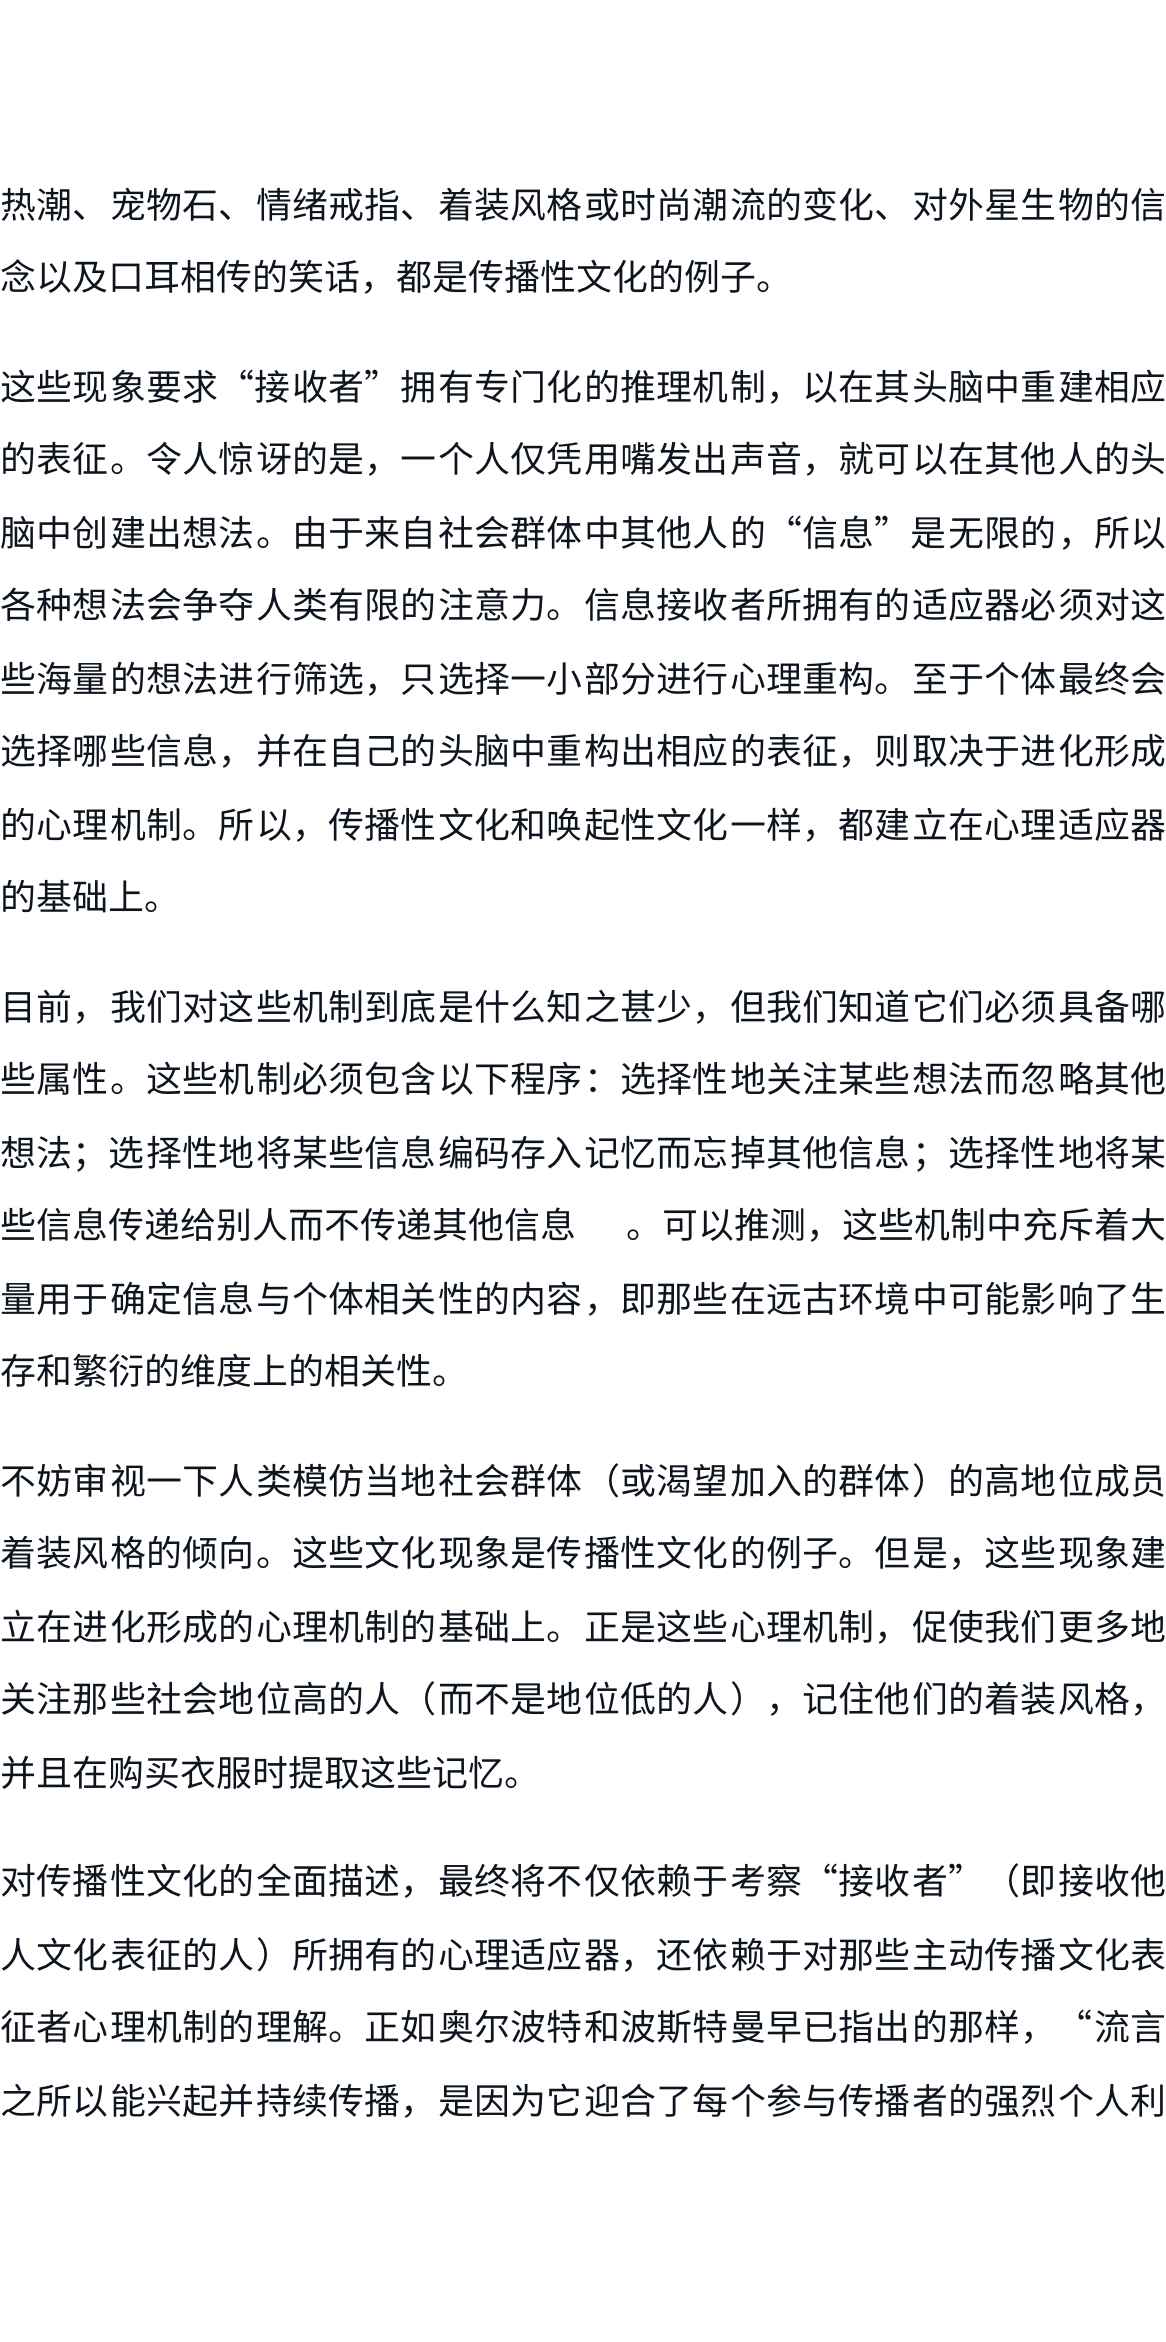 热潮、宠物石、情绪戒指、着装风格或时尚潮流的变化、对外星生物的信
念以及口耳相传的笑话，都是传播性文化的例子。
这些现象要求“接收者”拥有专门化的推理机制，以在其头脑中重建相应
的表征。令人惊讶的是，一个人仅凭用嘴发出声音，就可以在其他人的头
脑中创建出想法。由于来自社会群体中其他人的“信息”是无限的，所以
各种想法会争夺人类有限的注意力。信息接收者所拥有的适应器必须对这
些海量的想法进行筛选，只选择一小部分进行心理重构。至于个体最终会
选择哪些信息，并在自己的头脑中重构出相应的表征，则取决于进化形成
的心理机制。所以，传播性文化和唤起性文化一样，都建立在心理适应器
的基础上。
目前，我们对这些机制到底是什么知之甚少，但我们知道它们必须具备哪
些属性。这些机制必须包含以下程序：选择性地关注某些想法而忽略其他
想法；选择性地将某些信息编码存入记忆而忘掉其他信息；选择性地将某
些信息传递给别人而不传递其他信息　。可以推测，这些机制中充斥着大
量用于确定信息与个体相关性的内容，即那些在远古环境中可能影响了生
存和繁衍的维度上的相关性。
不妨审视一下人类模仿当地社会群体（或渴望加入的群体）的高地位成员
着装风格的倾向。这些文化现象是传播性文化的例子。但是，这些现象建
立在进化形成的心理机制的基础上。正是这些心理机制，促使我们更多地
关注那些社会地位高的人（而不是地位低的人），记住他们的着装风格，
并且在购买衣服时提取这些记忆。
对传播性文化的全面描述，最终将不仅依赖于考察“接收者”（即接收他
人文化表征的人）所拥有的心理适应器，还依赖于对那些主动传播文化表
征者心理机制的理解。正如奥尔波特和波斯特曼早已指出的那样，“流言
之所以能兴起并持续传播，是因为它迎合了每个参与传播者的强烈个人利